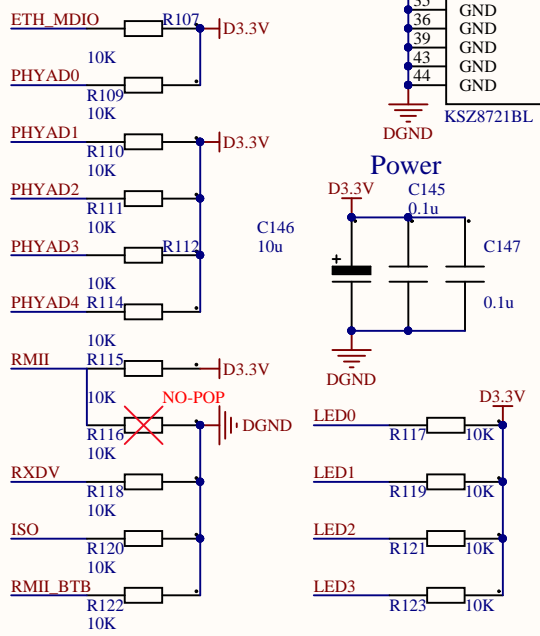 ETH_MDIO
R107
D3.3V
10K
PHYAD0
R109
10K
PHYAD1
D3.3V
R110
10K
PHYAD2
R111
10K
PHYAD3
R112
10K
PHYAD4
R114
10K
RMII
R115
D3.3V
10K
NO-POP
R116
DGND
10K
RXDV
R118
10K
ISO
R120
10K
RMII_BTB
R122
10K
35
GND
36
GND
39
GND
43
GND
44
GND
KSZ8721BL
DGND
Power
D3.3V
C145
0.1u
C146
10u
+
C147
0.1u
DGND
D3.3V
LED0
R117
10K
LED1
R119
10K
LED2
R121
10K
LED3
R123
10K